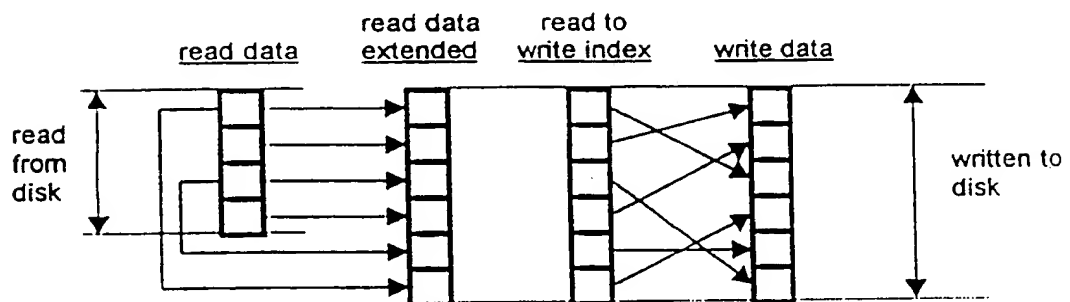 read data
read data
extended
read to
write index
write data
read
from
disk
written to
disk